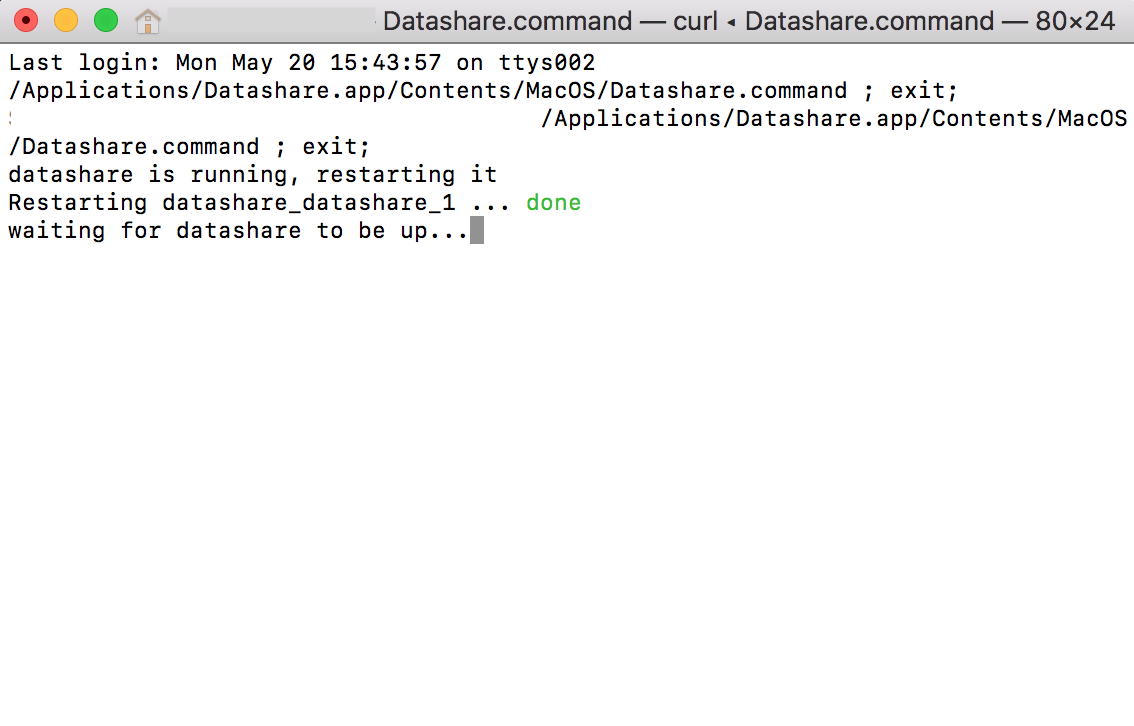 Datashare.command — curl ◂ Datashare.command — 80×24
Last login: Mon May 20 15:43:57 on ttys002
/Applications/Datashare.app/Contents/MacOS/Datashare.command ; exit;
/Applications/Datashare.app/Contents/MacOS
/Datashare.command ; exit;
datashare is running, restarting it
Restarting datashare_datashare_1 ... done
waiting for datashare to be up...